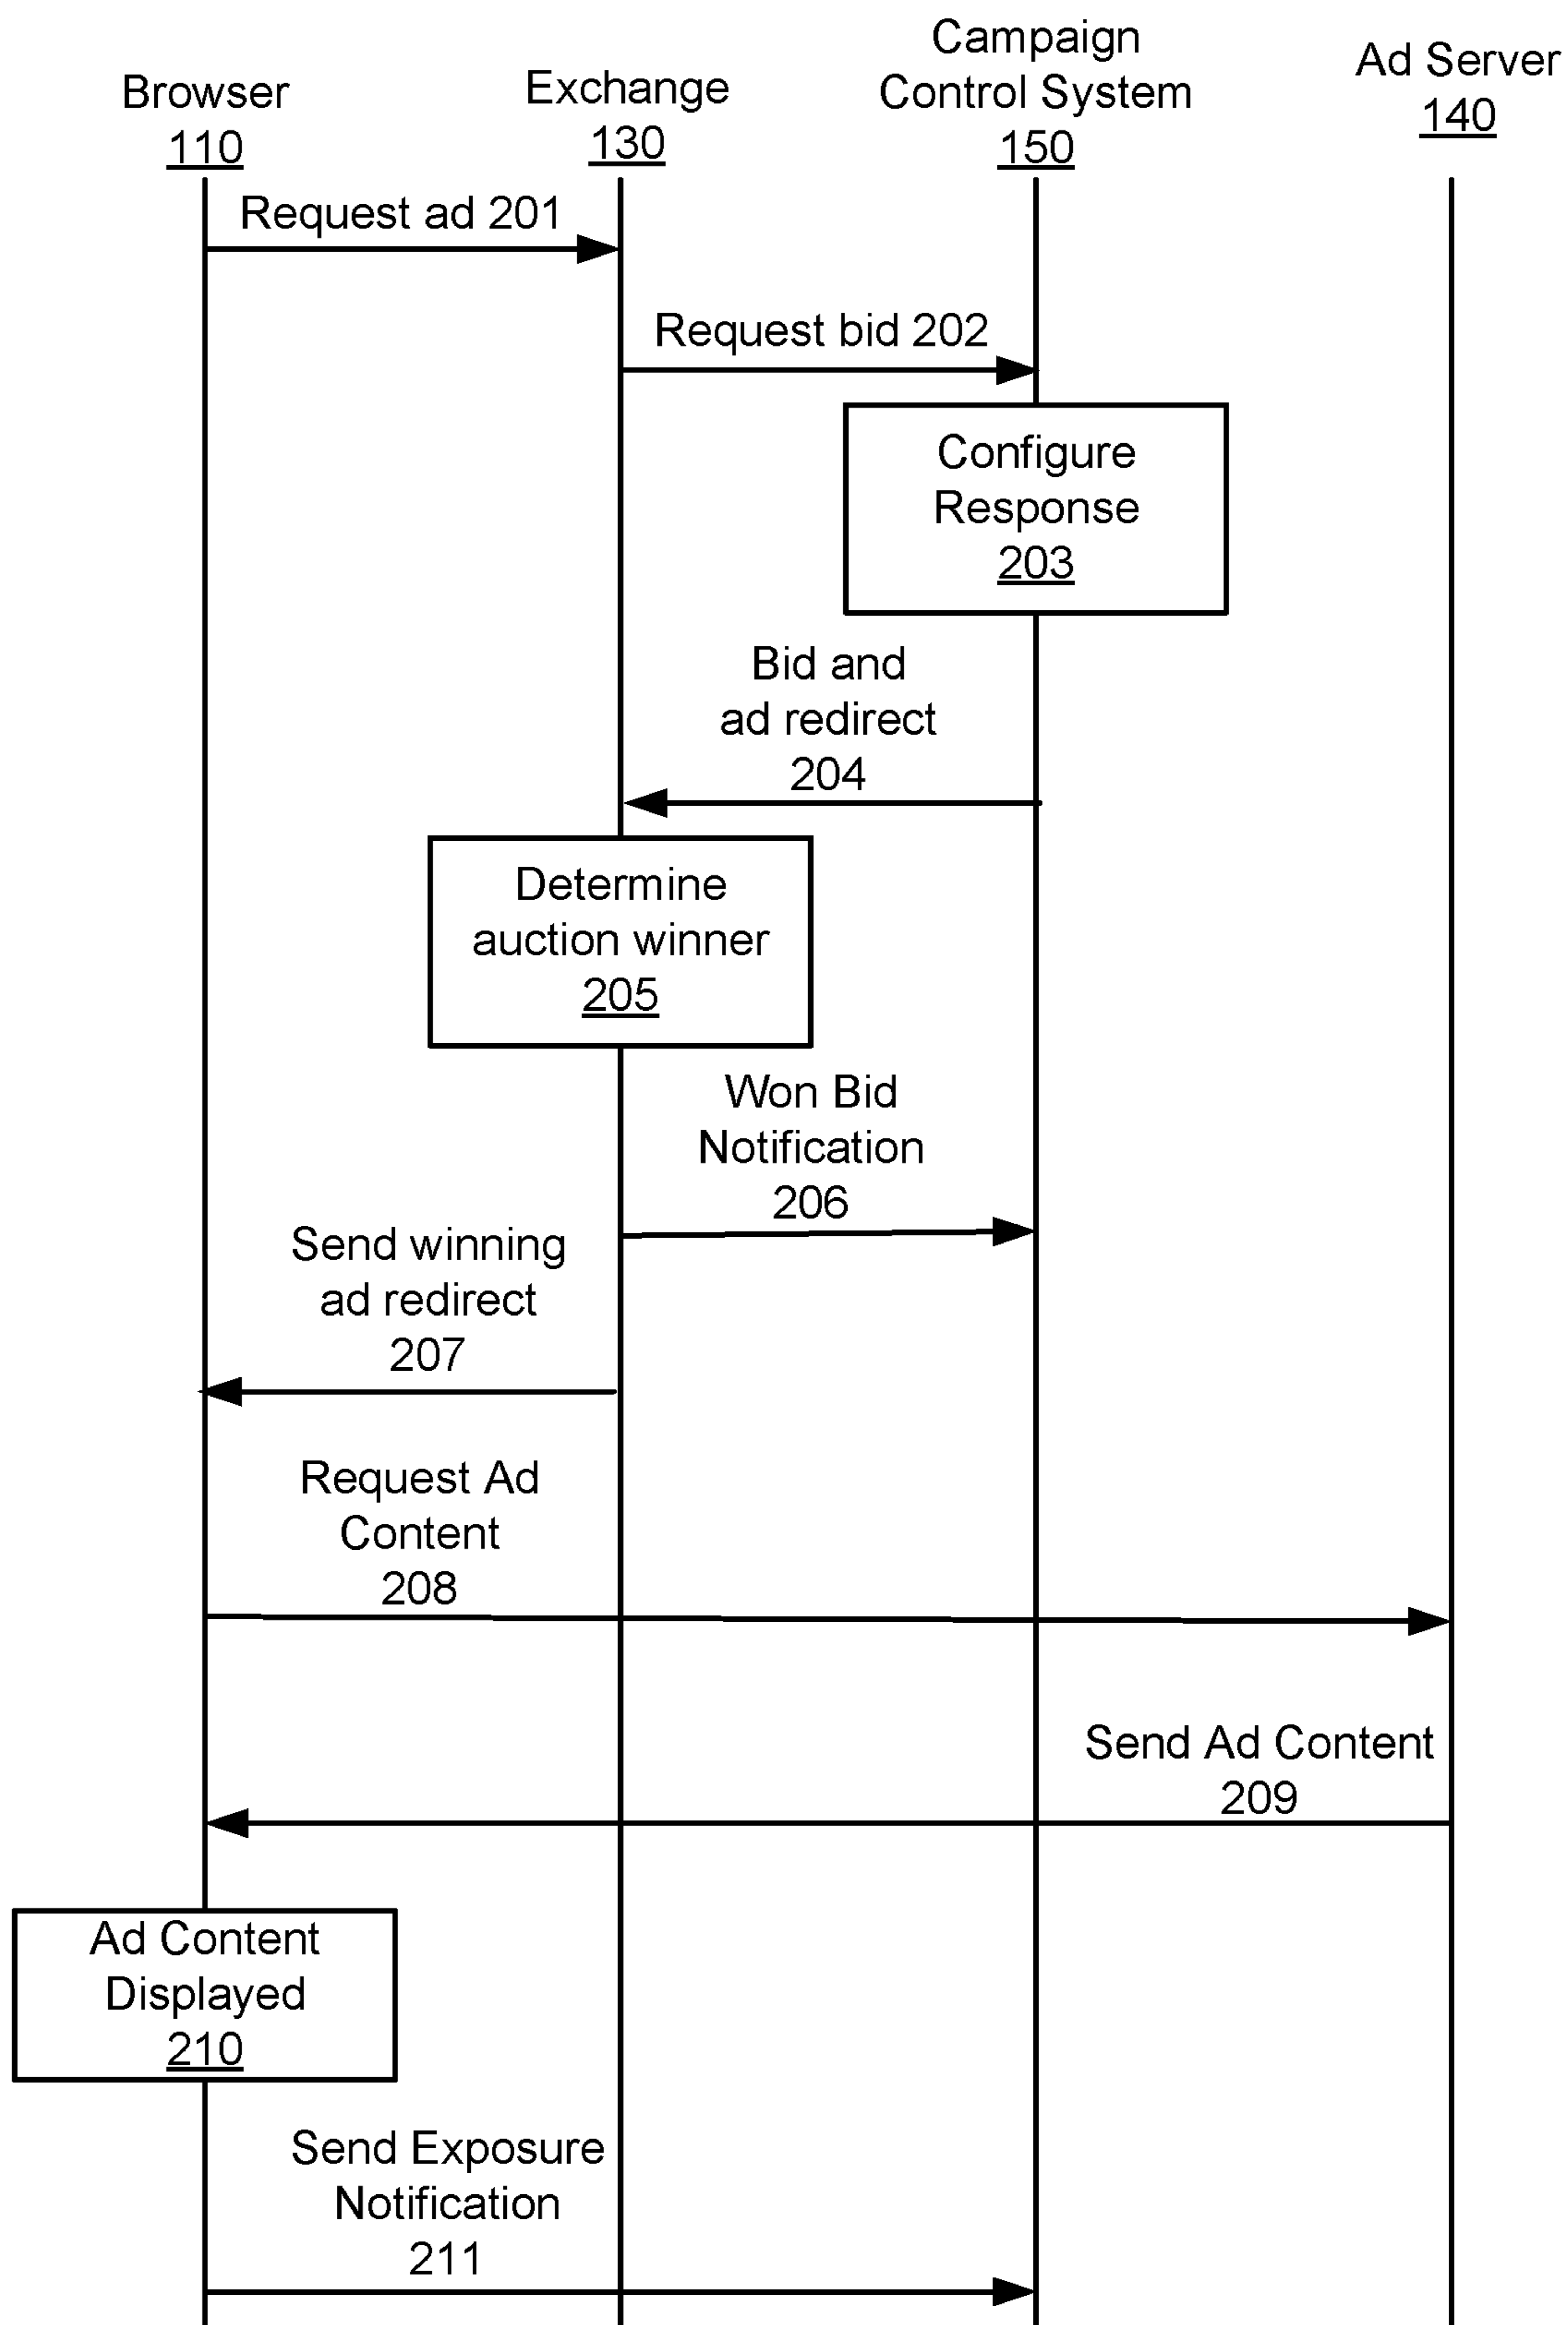 Browser
110
Exchange
130
Campaign
Control System
150
Ad Server
140
Request ad 201
Request bid 202
Configure
Response
203
Bid and
ad redirect
204
Determine
auction winner
205
Won Bid
Notification
206
Send winning
ad redirect
207
Request Ad
Content
208
Send Ad Content
209
Ad Content
Displayed
210
Send Exposure
Notification
211